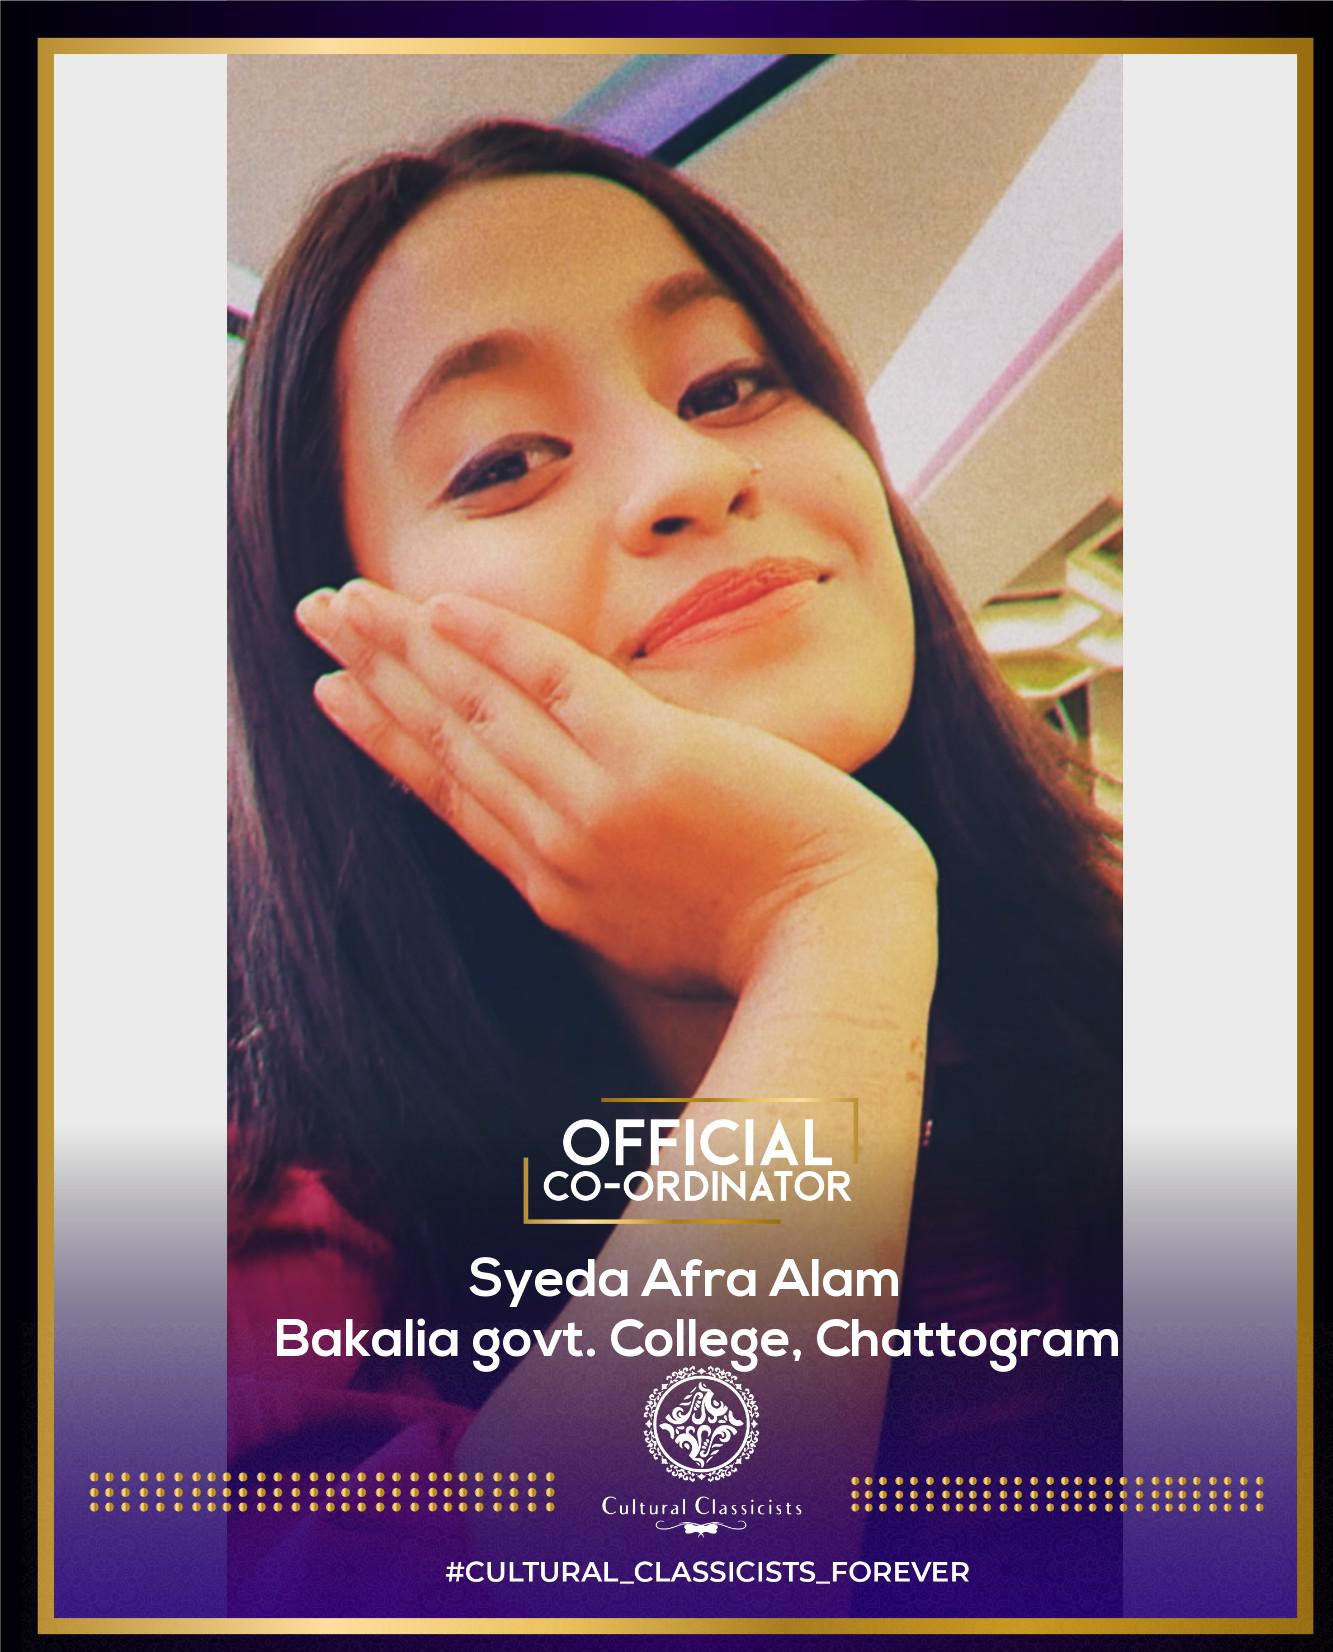 OFFICIAL
CO-ORDINATOR
Syeda Afra Alam
Bakalia govt. College, Chattogram
Cultural Classicists
#CULTURAL_CLASSICISTS_FOREVER